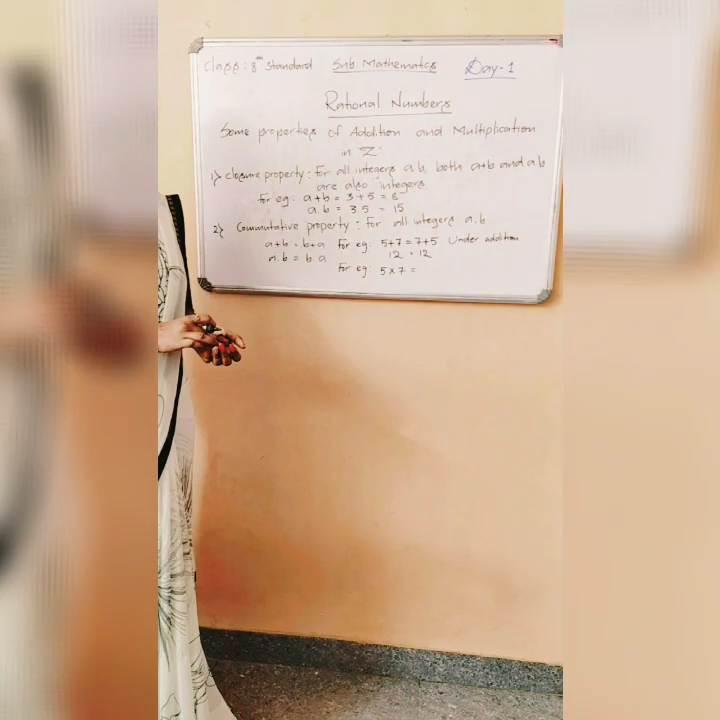 Class: 8th Standard Sub: Mathematics Day-1
Rational Numbers
Some properties of Addition and Multiplication
in Z.
1) Closure property : For all integers a,b, both a+b and a.b
are also integers
For eg: a+b = 3+5 = 8
a.b = 3.5 = 15
2) Commutative property : For all integers a,b
a+b = b+a For eg: 5+7 = 7+5 Under addition
a.b = b.a 12 = 12
For eg: 5×7 =